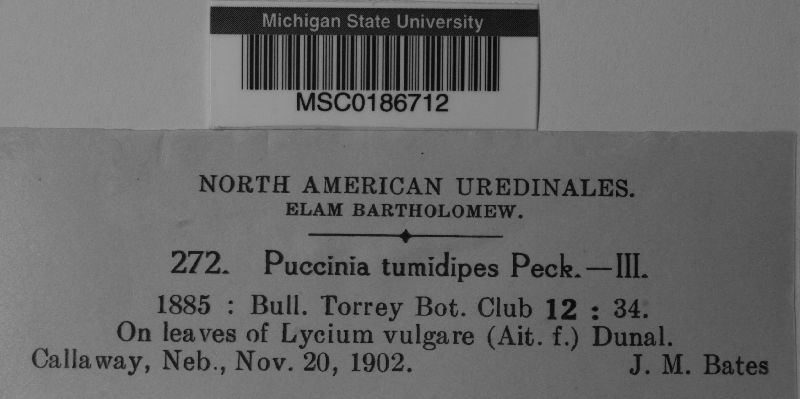 Michigan State University
MSC0186712
NORTH AMERICAN UREDINALES.
ELAM BARTHOLOMEW.
272. Puccinia tumidipes Peck.—III.
1885 : Bull. Torrey Bot. Club 12 : 34.
On leaves of Lycium vulgare (Ait. f.) Dunal.
Callaway, Neb., Nov. 20, 1902. J. M. Bates